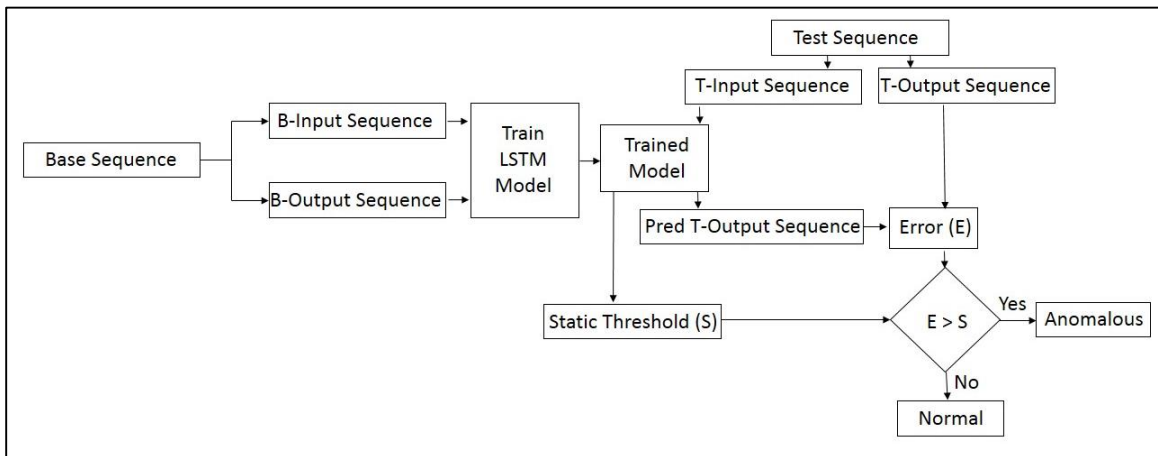 Test Sequence
T-Input Sequence
T-Output Sequence
B-Input Sequence
Base Sequence
B-Output Sequence
Train
LSTM
Model
Trained
Model
Pred T-Output Sequence
Error (E)
Static Threshold (S)
E > S
Yes
Anomalous
No
Normal